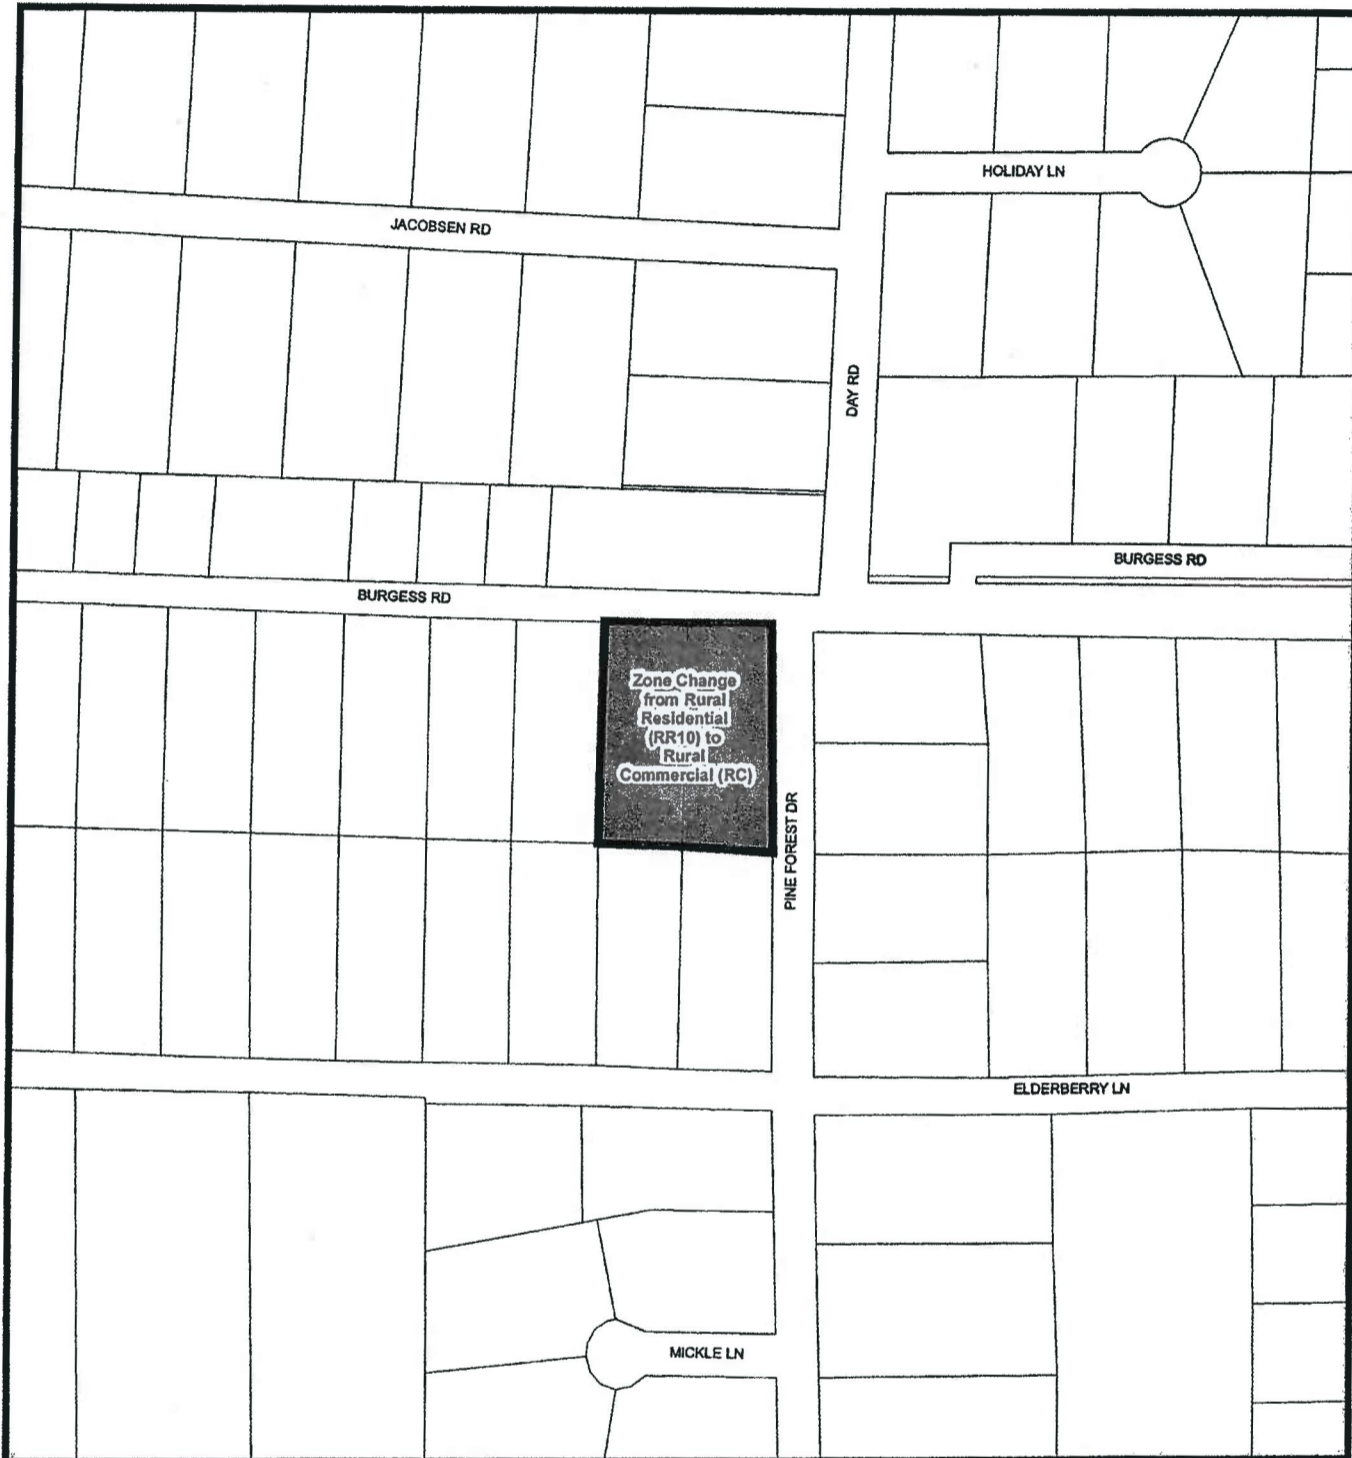 HOLIDAY LN
JACOBSEN RD
DAY RD
BURGESS RD
BURGESS RD
Zone Change
from Rural
Residential
(RR10) to
Rural
Commercial (RC)
PINE FOREST DR
ELDERBERRY LN
MICKLE LN